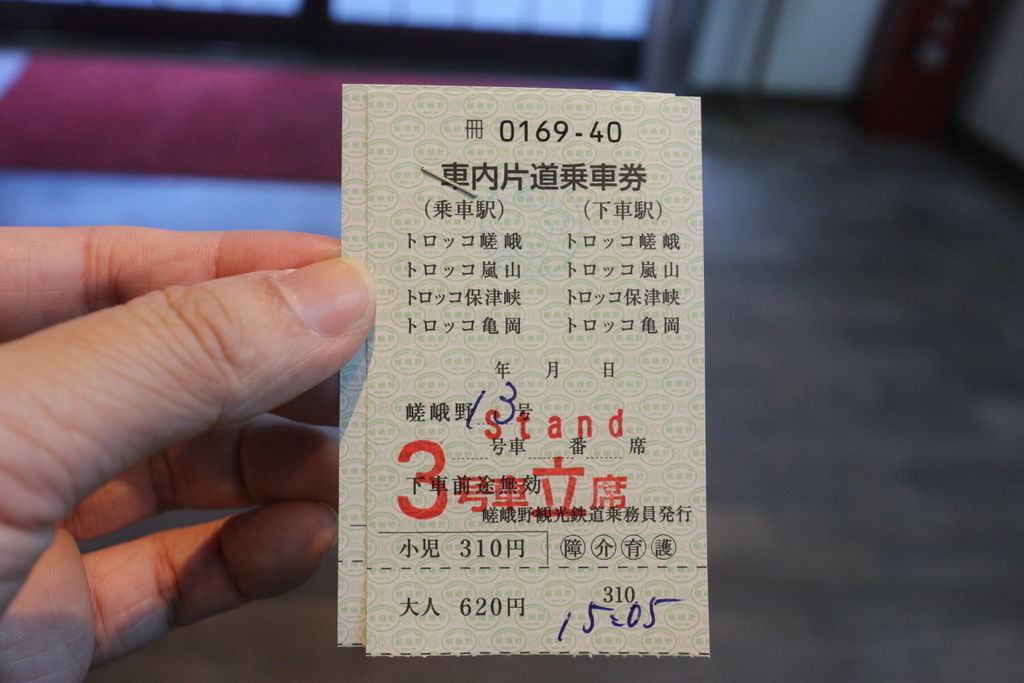 冊 0169-40
車内片道乗車券
(乗車駅) (下車駅)
トロッコ嵯峨 トロッコ嵯峨
トロッコ嵐山 トロッコ嵐山
トロッコ保津峡 トロッコ保津峡
トロッコ亀岡 トロッコ亀岡
年 月 日
嵯峨野 13号
Stand
号車 番 席
3号車立席
下車前途無効
嵯峨野観光鉄道乗務員発行
小児 310円 障 介 育 護
大人 620円 310
15:05